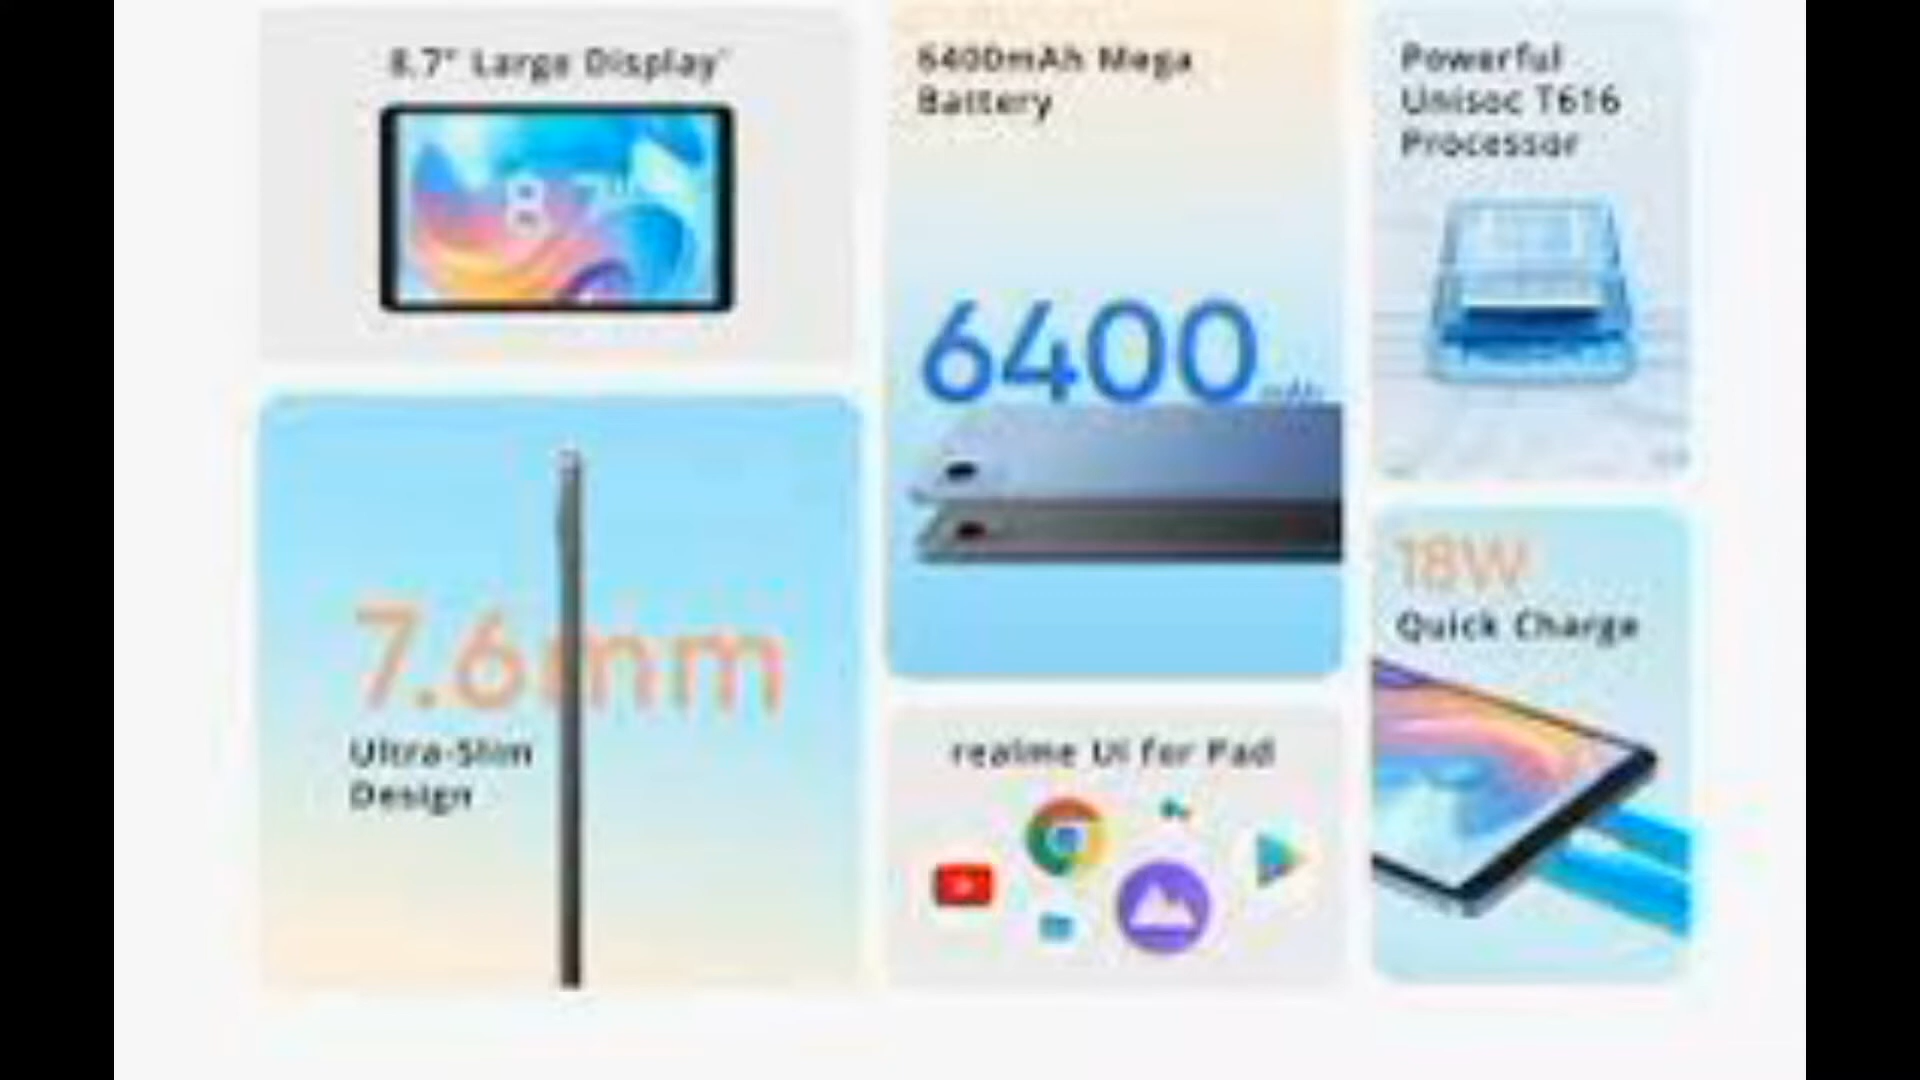 8.7" Large Display*
8
6400mAh Mega
Battery
6400
Powerful
Unisoc T616
Processor
7.6mm
Ultra-Slim
Design
18W
Quick Charge
realme UI for Pad